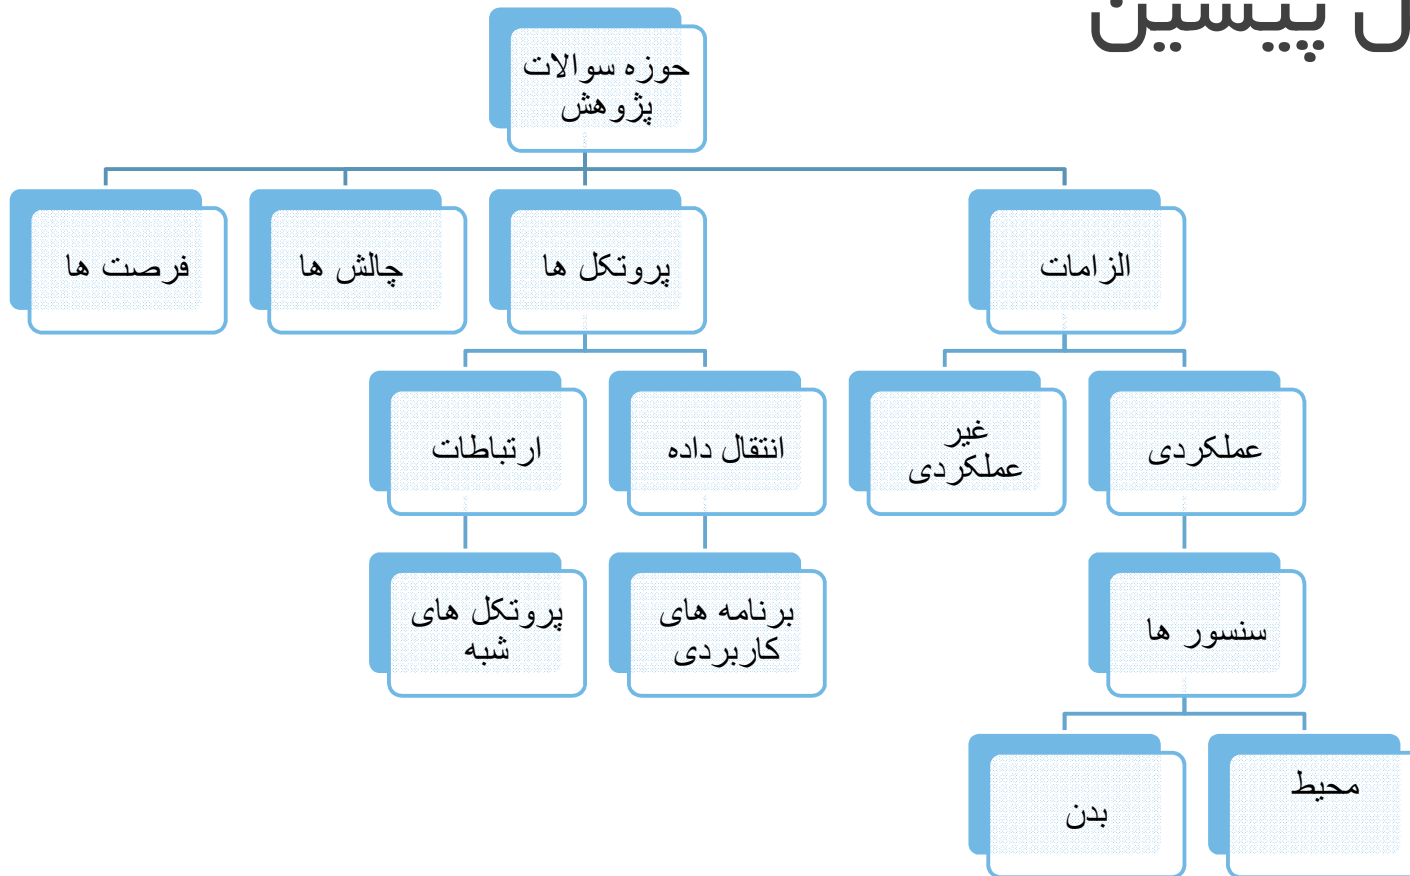 ل پیشین
حوزه سوالات
پژوهش
الزامات
پروتکل ها
چالش ها
فرصت ها
عملکردی
غیر
عملکردی
انتقال داده
ارتباطات
سنسور ها
برنامه های
کاربردی
پروتکل های
شبه
محیط
بدن